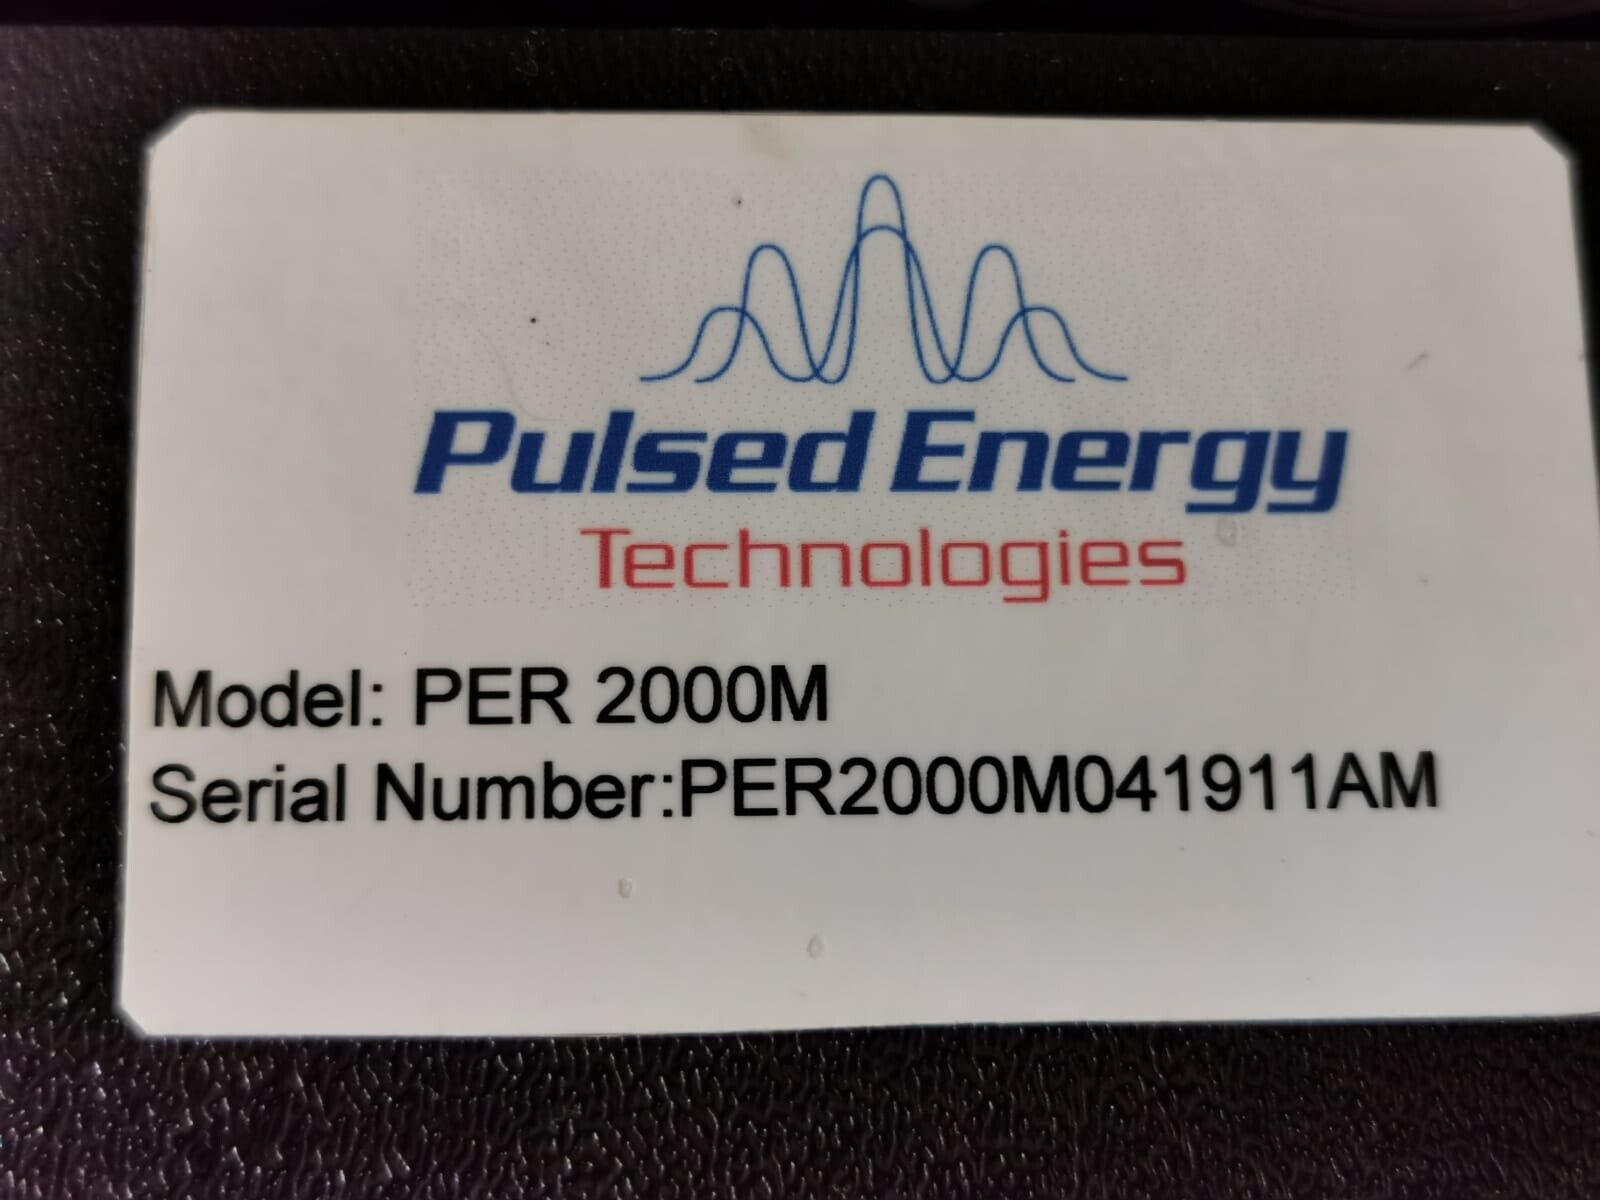 Pulsed Energy
Technologies
Model: PER 2000M
Serial Number:PER2000M041911AM